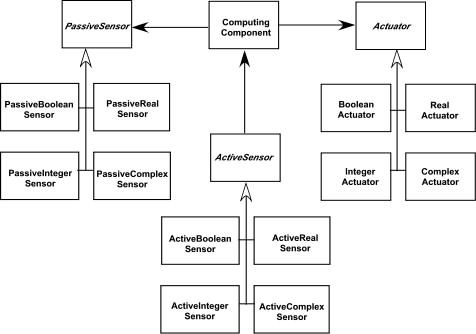 PassiveSensor
Computing
Component
Actuator
PassiveBoolean
Sensor
PassiveReal
Sensor
Boolean
Actuator
Real
Actuator
ActiveSensor
PassiveInteger
Sensor
PassiveComplex
Sensor
Integer
Actuator
Complex
Actuator
ActiveBoolean
Sensor
ActiveReal
Sensor
ActiveInteger
Sensor
ActiveComplex
Sensor